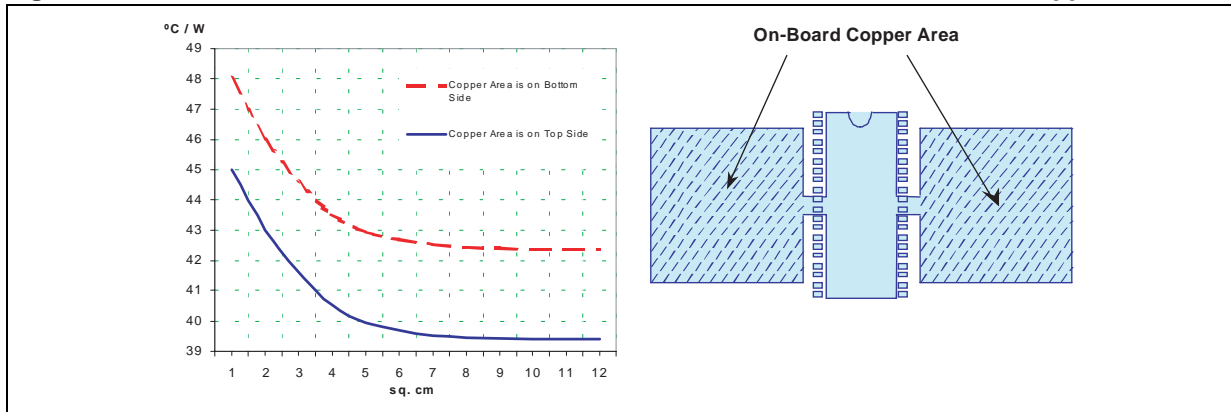 ºC / W
49
48
47
46
45
44
43
42
41
40
39
1 2 3 4 5 6 7 8 9 10 11 12
sq. cm
Copper Area is on Bottom
Side
Copper Area is on Top Side
On-Board Copper Area